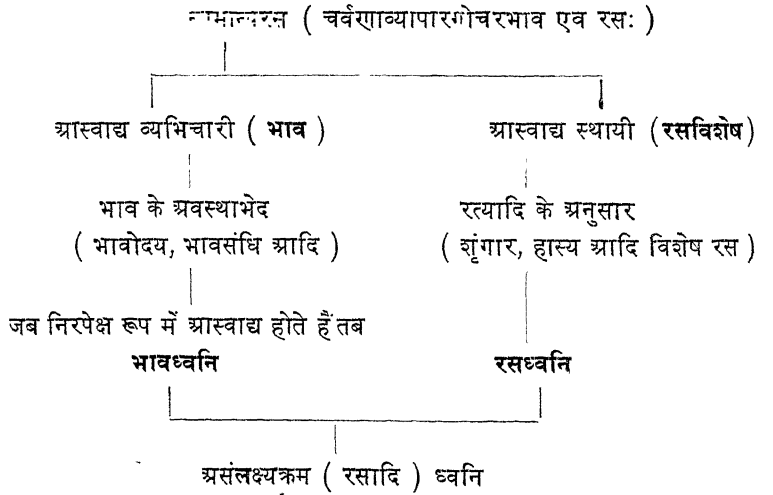 ( चर्वणाव्यापारगोचरभाव एव रसः )
आस्वाद्य व्यभिचारी ( भाव )
आस्वाद्य स्थायी (रसविशेष)
भाव के अवस्थाभेद
( भावोदय, भावसंधि आदि )
रत्यादि के अनुसार
( शृंगार, हास्य आदि विशेष रस )
जब निरपेक्ष रूप में आस्वाद्य होते हैं तब
भावध्वनि
रसध्वनि
असंलक्ष्यक्रम ( रसादि ) ध्वनि